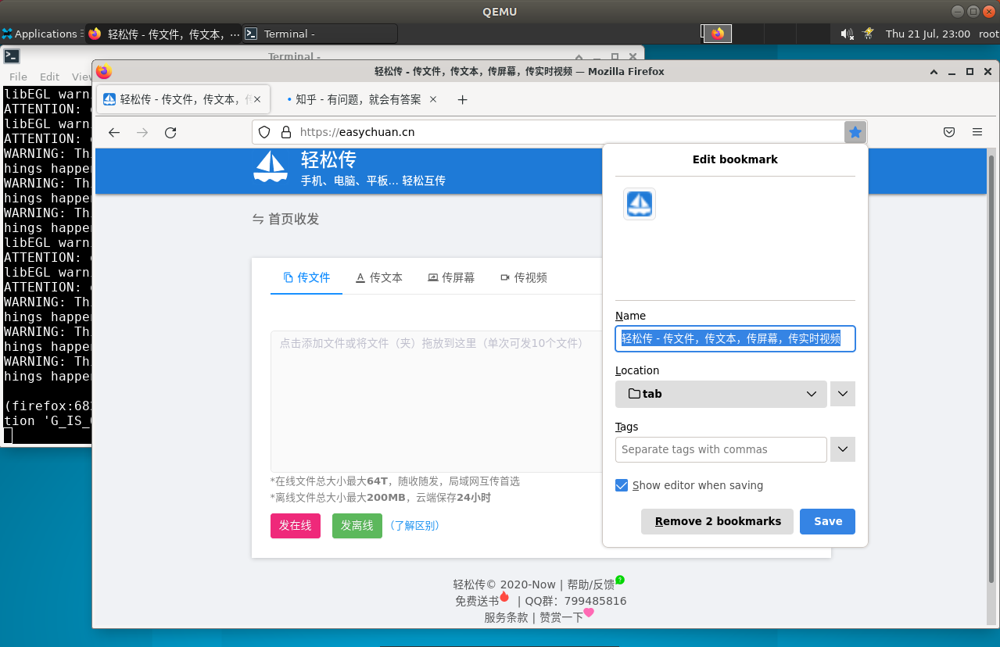 QEMU
Applications
轻松传 - 传文件，传文本，…
Terminal -
Thu 21 Jul, 23:00
root
Terminal -
File Edit View
轻松传 - 传文件，传文本，传屏幕，传实时视频 — Mozilla Firefox
轻松传 - 传文件，传文本，
知乎 - 有问题，就会有答案
https://easychuan.cn
libEGL warn
ATTENTION:
libEGL warn
ATTENTION:
WARNING: Th
hings happe
WARNING: Th
hings happe
WARNING: Th
hings happe
libEGL warn
ATTENTION:
libEGL warn
ATTENTION:
WARNING: Th
hings happe
WARNING: Th
hings happe
WARNING: Th
hings happe
(firefox:68
tion 'G_IS_
轻松传
手机、电脑、平板... 轻松互传
首页收发
传文件 传文本 传屏幕 传视频
点击添加文件或将文件（夹）拖放到这里（单次可发10个文件）
*在线文件总大小最大64T，随收随发，局域网互传首选
*离线文件总大小最大200MB，云端保存24小时
发在线 发离线 （了解区别）
轻松传© 2020-Now | 帮助/反馈
免费送书 | QQ群：799485816
服务条款 | 赞赏一下
Edit bookmark
Name
轻松传 - 传文件，传文本，传屏幕，传实时视频
Location
tab
Tags
Separate tags with commas
Show editor when saving
Remove 2 bookmarks
Save